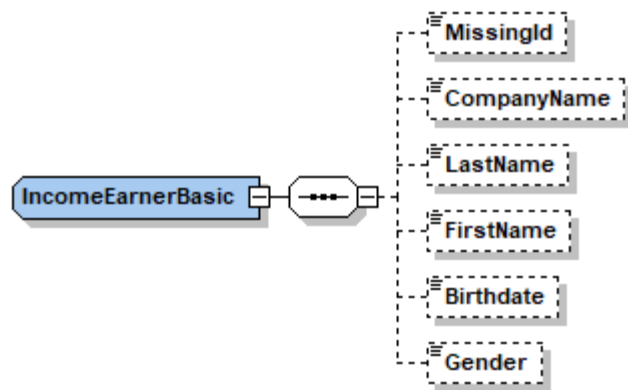 MissingId
CompanyName
LastName
IncomeEarnerBasic
FirstName
Birthdate
Gender